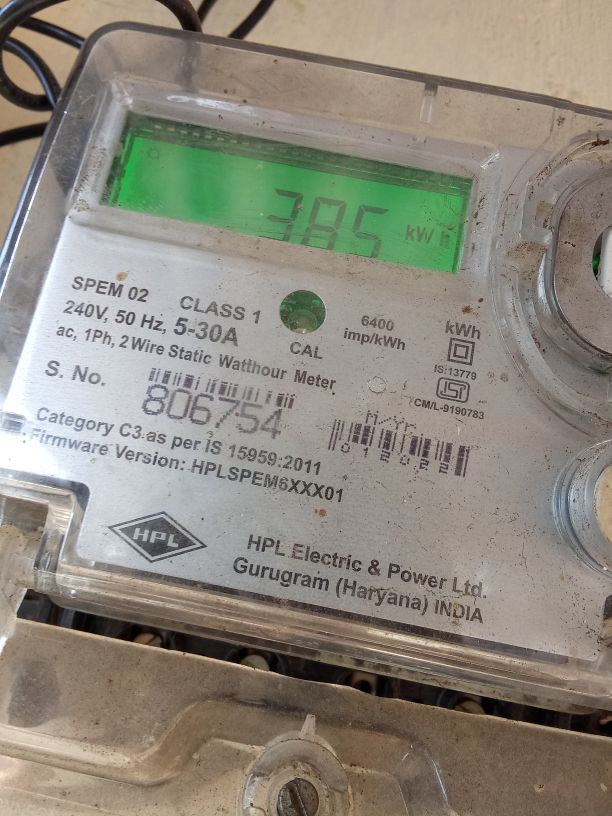 385 kWh
SPEM 02 CLASS 1
240V, 50 Hz, 5-30A
CAL
6400
imp/kWh
kWh
IS:13779
CM/L-9190783
ac, 1Ph, 2 Wire Static Watthour Meter
S. No. 806754
M/Yr.
012022
Category C3 as per IS 15959:2011
Firmware Version: HPLSPEM6XXX01
HPL
HPL Electric & Power Ltd.
Gurugram (Haryana) INDIA